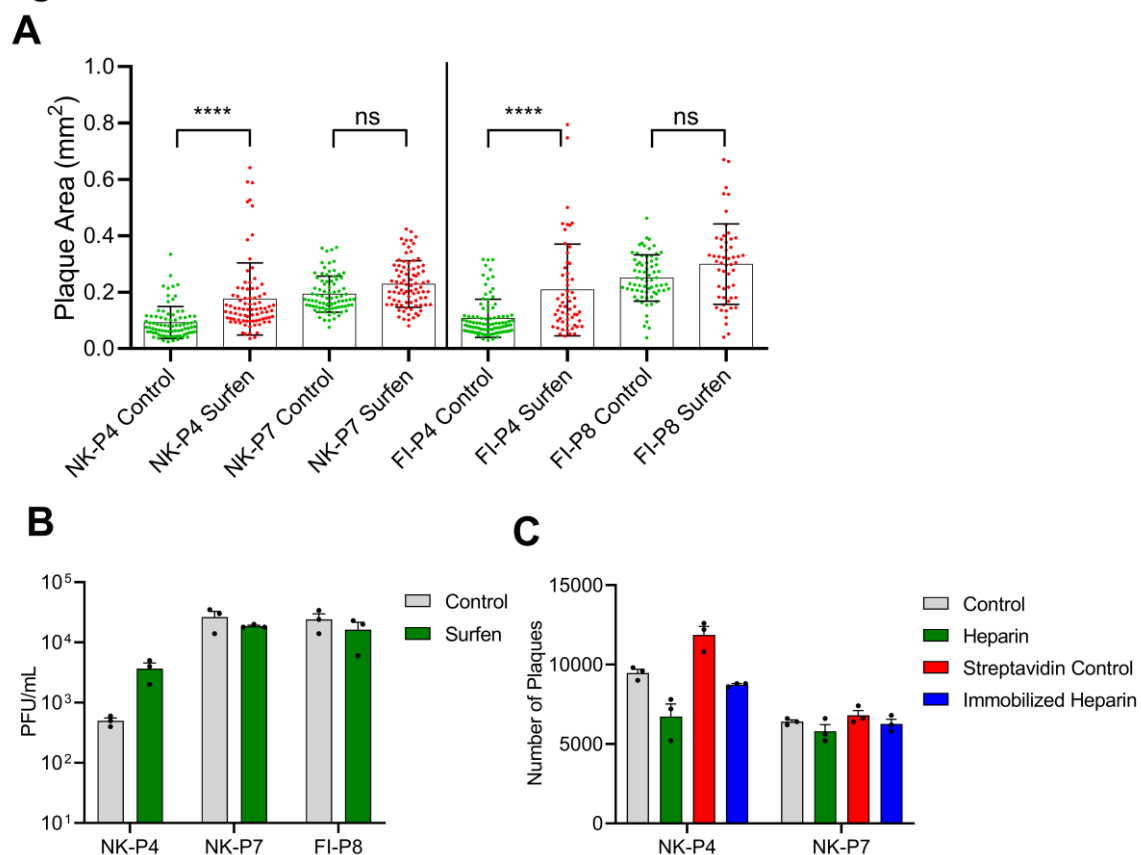 A
1.0
0.8
0.6
0.4
0.2
0.0
Plaque Area (mm²)
****
ns
****
ns
NK-P4 Control
NK-P4 Surfen
NK-P7 Control
NK-P7 Surfen
FI-P4 Control
FI-P4 Surfen
FI-P8 Control
FI-P8 Surfen
B
10⁵
10⁴
10³
10²
10¹
PFU/mL
NK-P4
NK-P7
FI-P8
Control
Surfen
C
15000
10000
5000
0
Number of Plaques
NK-P4
NK-P7
Control
Heparin
Streptavidin Control
Immobilized Heparin